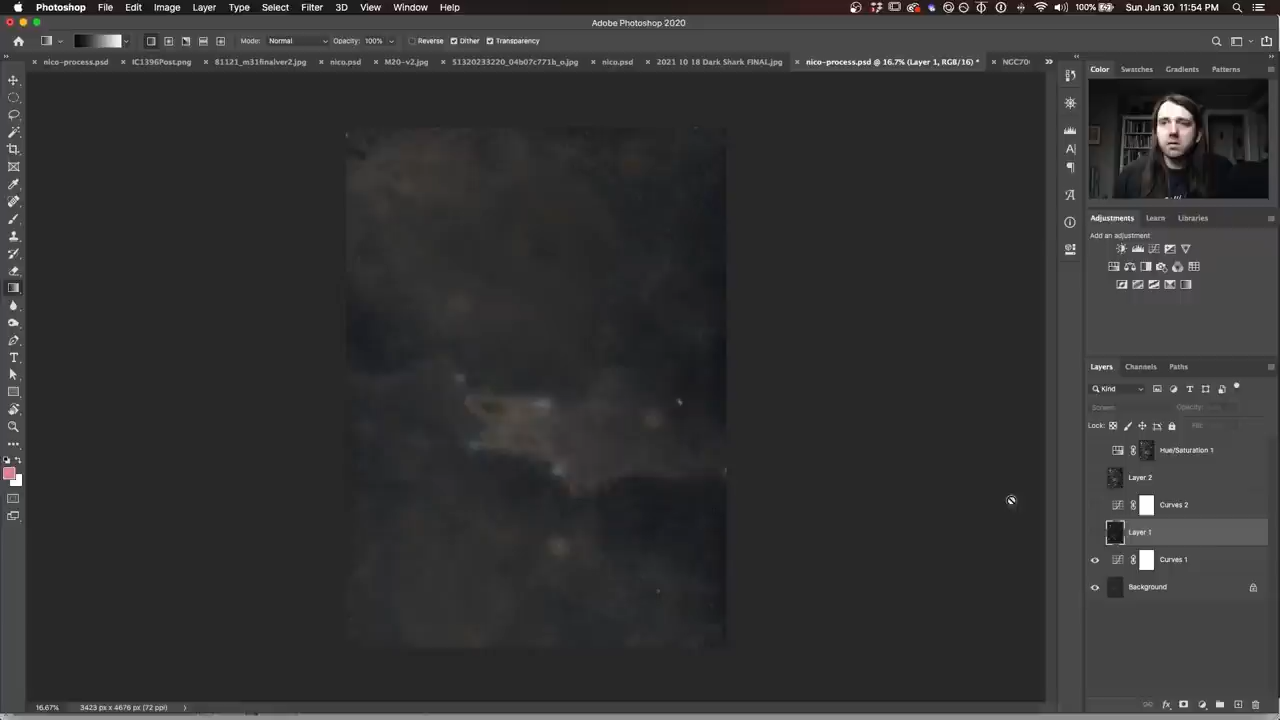 Photoshop File Edit Image Layer Type Select Filter 3D View Window Help 100% Sun Jan 30 11:54 PM
Adobe Photoshop 2020
Mode: Normal Opacity: 100% Reverse Dither Transparency
nico-process.psd IC1396Post.png 81121_m31finalver2.jpg nico.psd M20-v2.jpg 51320233220_04b07c771b_o.jpg nico.psd 2021 10 18 Dark Shark FINAL.jpg nico-process.psd @ 16.7% (Layer 1, RGB/16) * NGC70
Color Swatches Gradients Patterns
Adjustments Learn Libraries
Add an adjustment
Layers Channels Paths
Kind
Screen Opacity:
Lock: Fill:
Hue/Saturation 1
Layer 2
Curves 2
Layer 1
Curves 1
Background
16.67% 3423 px x 4676 px (72 ppi)